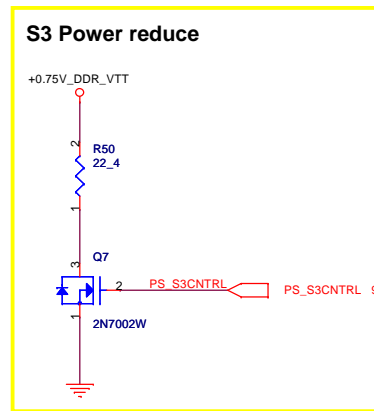 S3 Power reduce
+0.75V_DDR_VTT
2
R50
22_4
1
3
Q7
2
PS_S3CNTRL
PS_S3CNTRL
1
2N7002W